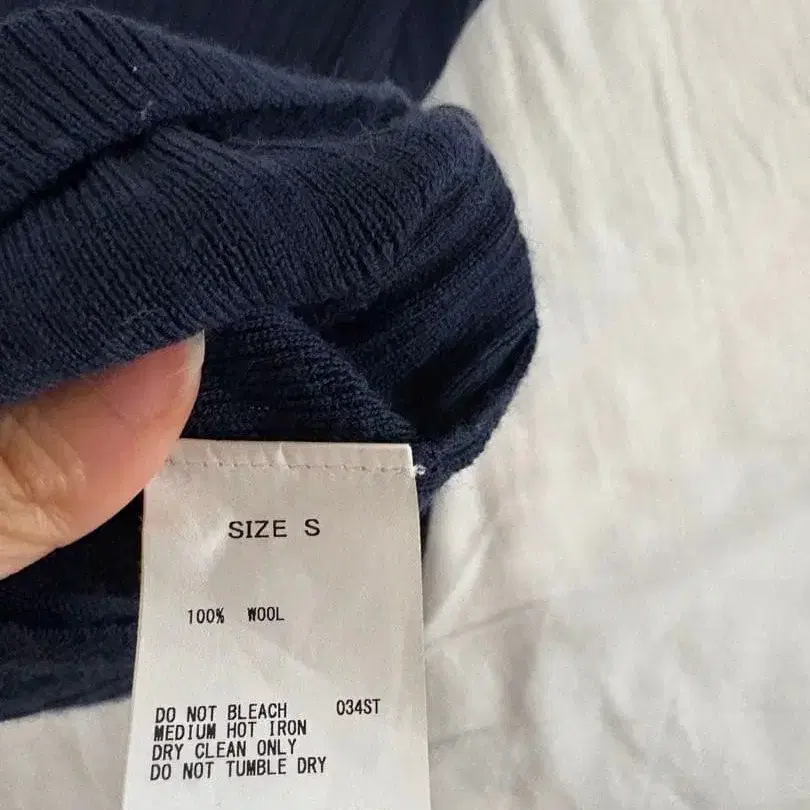 SIZE S
100% WOOL
DO NOT BLEACH 034ST
MEDIUM HOT IRON
DRY CLEAN ONLY
DO NOT TUMBLE DRY